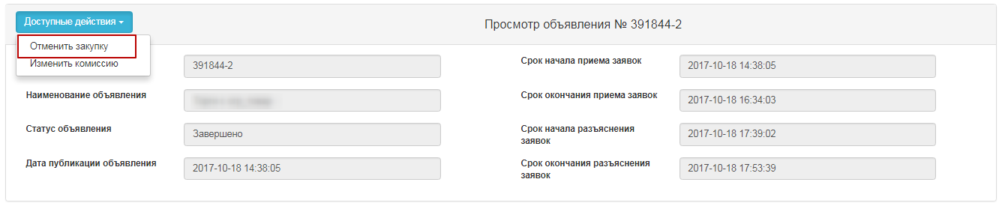 Доступные действия
Просмотр объявления № 391844-2
Отменить закупку
Изменить комиссию
391844-2
Срок начала приема заявок
2017-10-18 14:38:05
Наименование объявления
Срок окончания приема заявок
2017-10-18 16:34:03
Статус объявления
Завершено
Срок начала разъяснения
заявок
2017-10-18 17:39:02
Дата публикации объявления
2017-10-18 14:38:05
Срок окончания разъяснения
заявок
2017-10-18 17:53:39